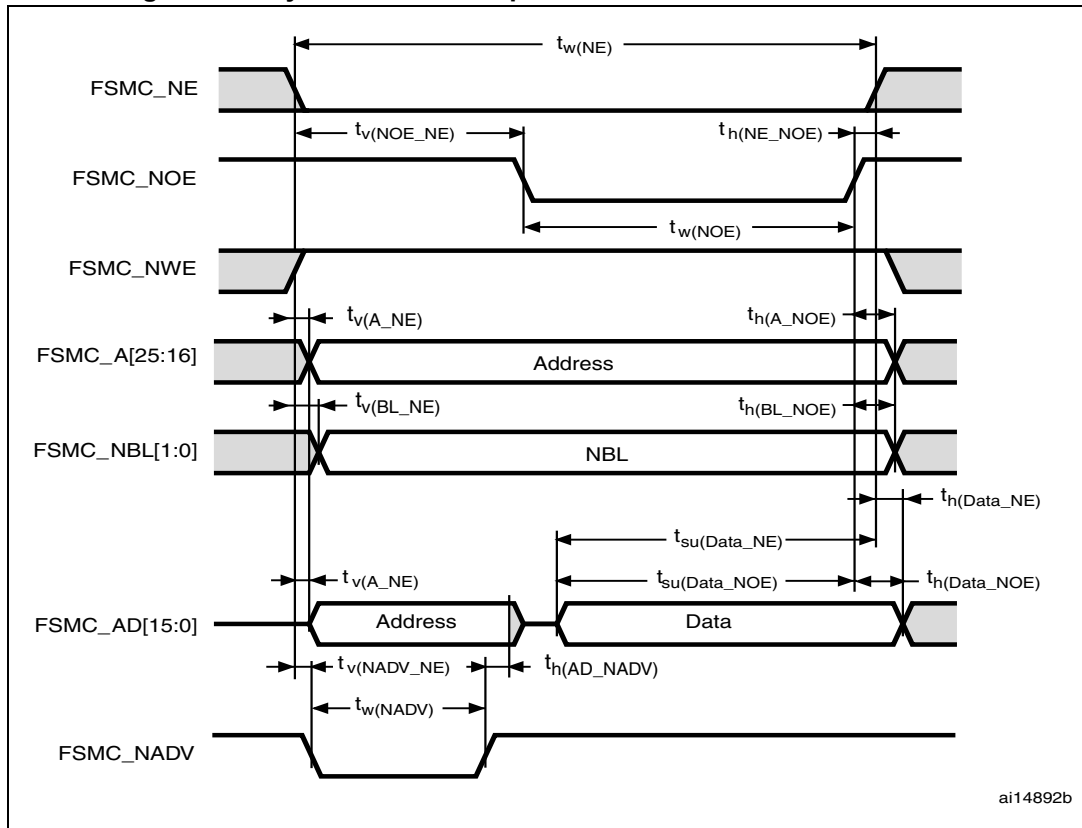 tw(NE)
FSMC_NE
tv(NOE_NE)
th(NE_NOE)
FSMC_NOE
tw(NOE)
FSMC_NWE
tv(A_NE)
th(A_NOE)
FSMC_A[25:16]
Address
tv(BL_NE)
th(BL_NOE)
FSMC_NBL[1:0]
NBL
th(Data_NE)
tsu(Data_NE)
tv(A_NE)
tsu(Data_NOE)
th(Data_NOE)
FSMC_AD[15:0]
Address
Data
tv(NADV_NE)
th(AD_NADV)
tw(NADV)
FSMC_NADV
ai14892b